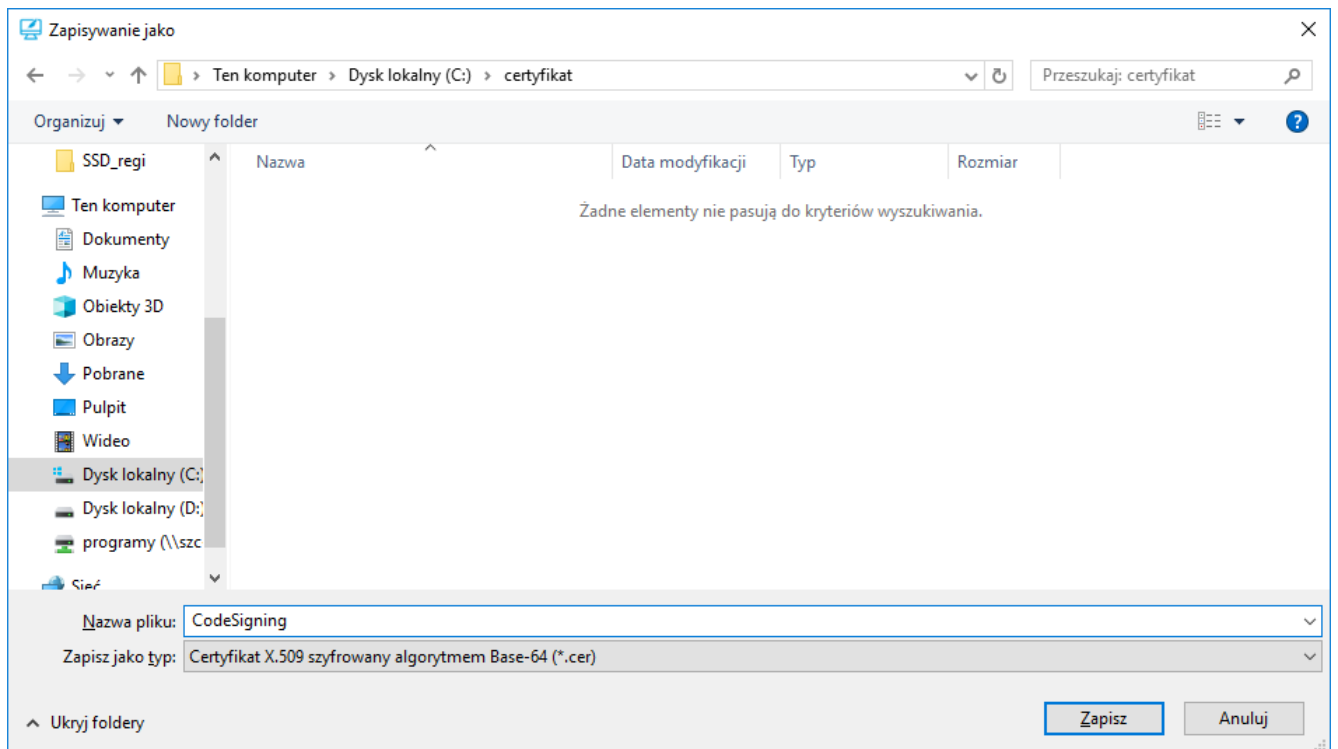 Zapisywanie jako
Ten komputer > Dysk lokalny (C:) > certyfikat
Przeszukaj: certyfikat
Organizuj Nowy folder
Nazwa Data modyfikacji Typ Rozmiar
Żadne elementy nie pasują do kryteriów wyszukiwania.
SSD_regi
Ten komputer
Dokumenty
Muzyka
Obiekty 3D
Obrazy
Pobrane
Pulpit
Wideo
Dysk lokalny (C:)
Dysk lokalny (D:)
programy (\\szc
Sieć
Nazwa pliku: CodeSigning
Zapisz jako typ: Certyfikat X.509 szyfrowany algorytmem Base-64 (*.cer)
Ukryj foldery
Zapisz Anuluj